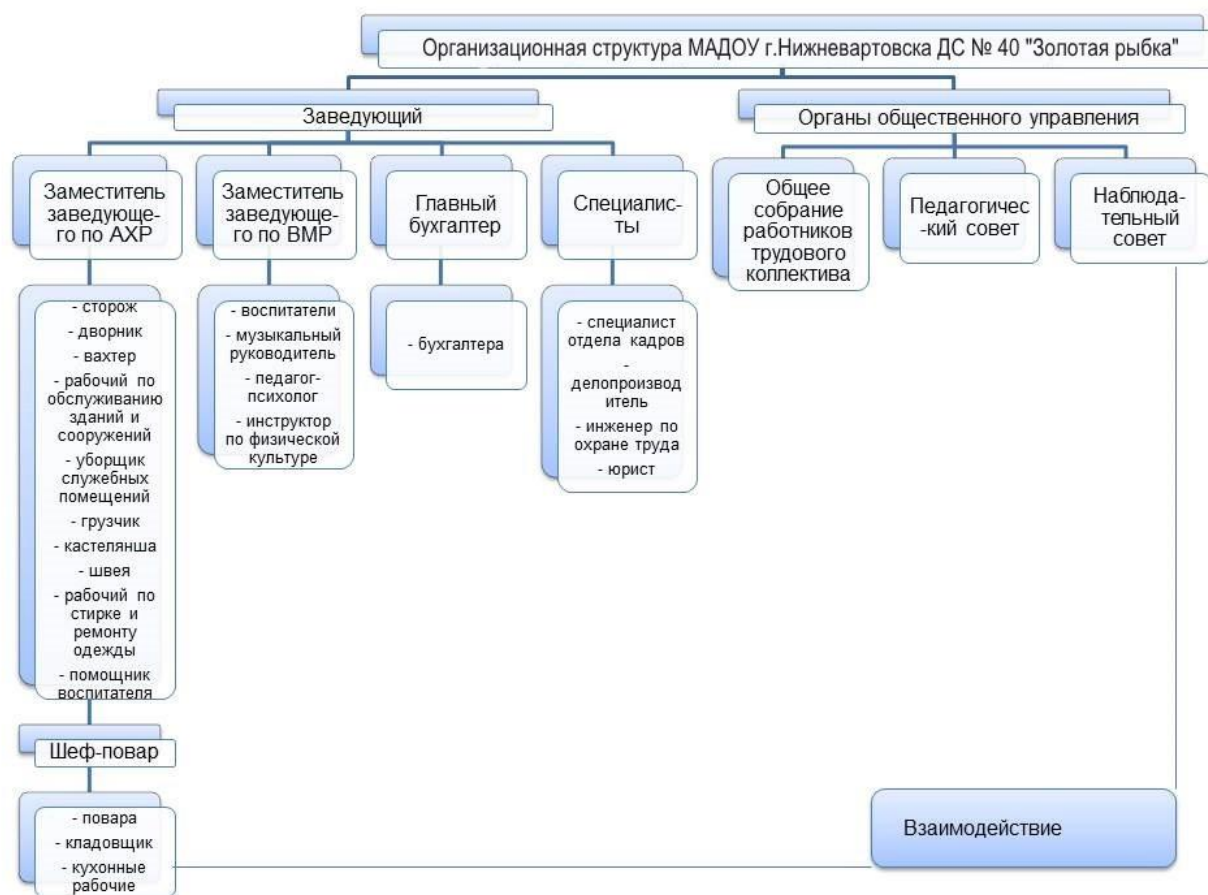 Организационная структура МАДОУ г.Нижневартовска ДС № 40 "Золотая рыбка"
Заведующий
Органы общественного управления
Заместитель
заведующе-
го по АХР
Заместитель
заведующе-
го по ВМР
Главный
бухгалтер
Специалис-
ты
Общее
собрание
работников
трудового
коллектива
Педагогичес
-кий совет
Наблюда-
тельный
совет
- сторож
- дворник
- вахтер
- рабочий по
обслуживанию
зданий и
сооружений
- уборщик
служебных
помещений
- грузчик
- кастелянша
- швея
- рабочий по
стирке и
ремонту
одежды
- помощник
воспитателя
- воспитатели
- музыкальный
руководитель
- педагог-
психолог
- инструктор
по физической
культуре
- бухгалтера
- специалист
отдела кадров
-
делопроизвод
итель
- инженер по
охране труда
- юрист
Шеф-повар
- повара
- кладовщик
- кухонные
рабочие
Взаимодействие